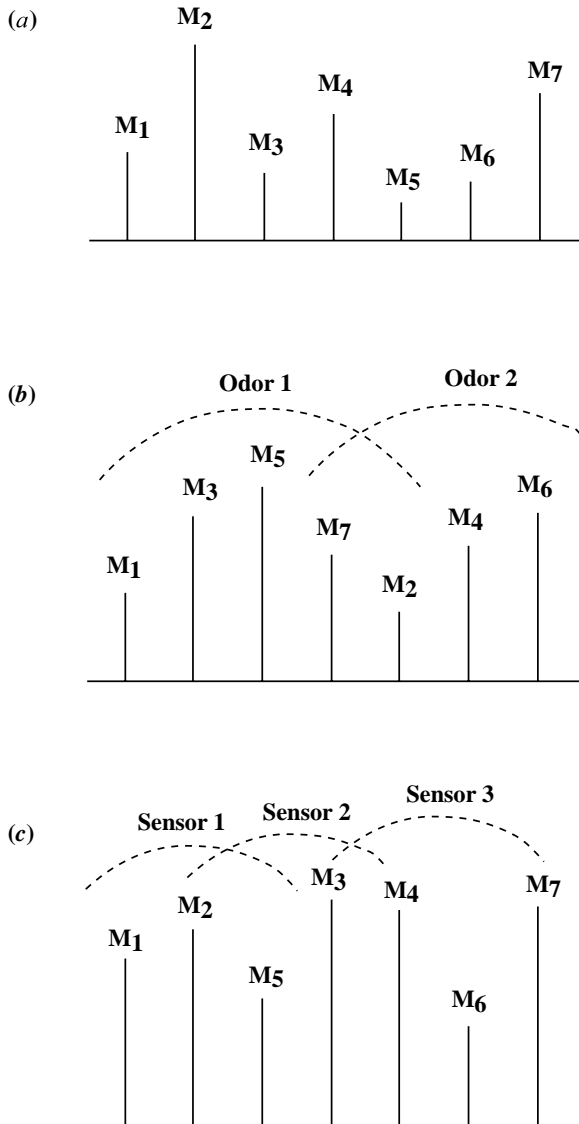 (a)
M2
M7
M4
M1
M3
M6
M5
(b)
Odor 1
Odor 2
M5
M3
M6
M7
M4
M1
M2
(c)
Sensor 1
Sensor 2
Sensor 3
M3
M7
M4
M2
M1
M5
M6